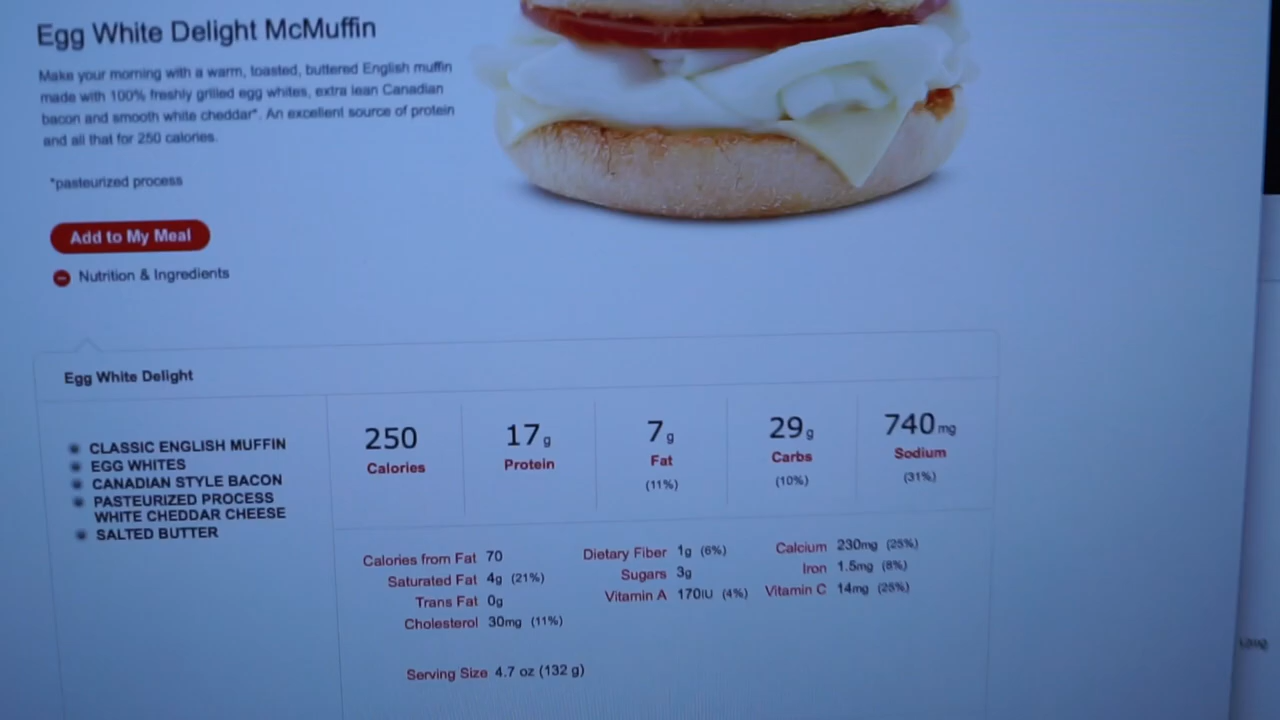 Egg White Delight McMuffin
Make your morning with a warm, toasted, buttered English muffin
made with 100% freshly grilled egg whites, extra lean Canadian
bacon and smooth white cheddar*. An excellent source of protein
and all that for 250 calories.
*pasteurized process
Add to My Meal
Nutrition & Ingredients
Egg White Delight
CLASSIC ENGLISH MUFFIN
EGG WHITES
CANADIAN STYLE BACON
PASTEURIZED PROCESS
WHITE CHEDDAR CHEESE
SALTED BUTTER
250
Calories
17g
Protein
7g
Fat
(11%)
29g
Carbs
(10%)
740mg
Sodium
(31%)
Calories from Fat 70
Saturated Fat 4g (21%)
Trans Fat 0g
Cholesterol 30mg (11%)
Dietary Fiber 1g (6%)
Sugars 3g
Vitamin A 170IU (4%)
Calcium 230mg (25%)
Iron 1.5mg (8%)
Vitamin C 14mg (25%)
Serving Size 4.7 oz (132 g)